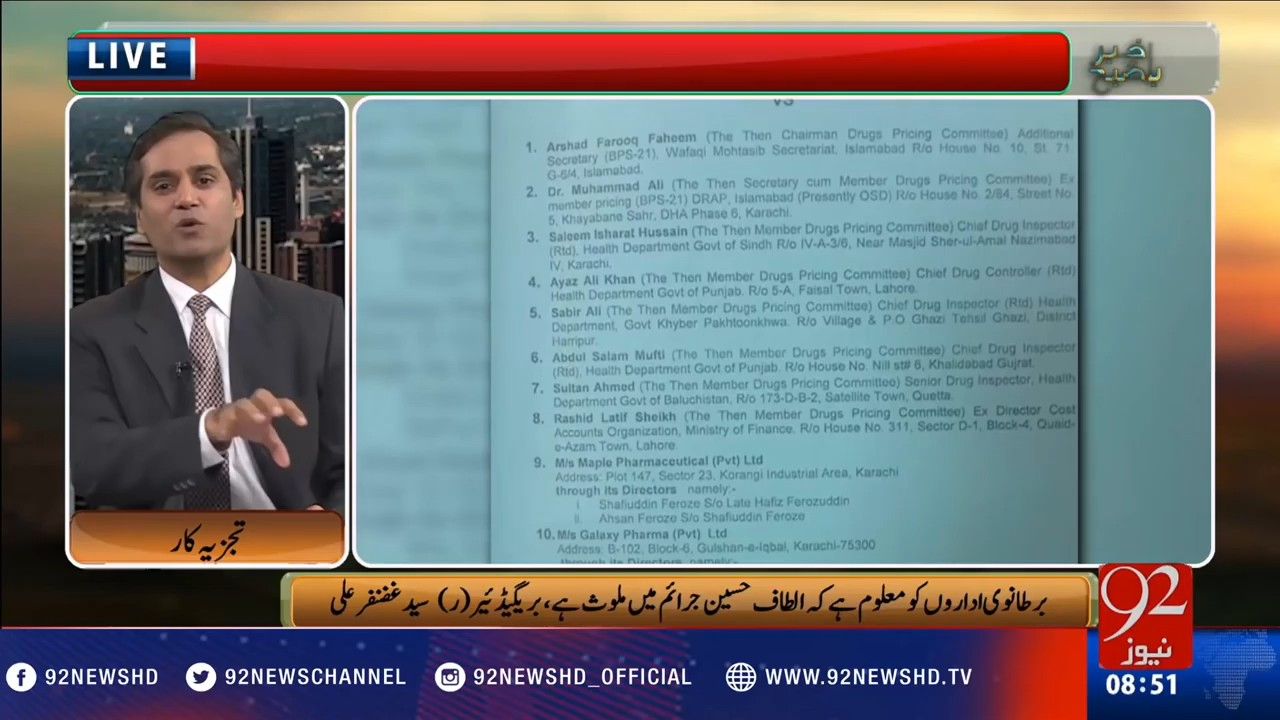 LIVE
خبر یہ ہے
VS
1. Arshad Farooq Faheem (The Then Chairman Drugs Pricing Committee) Additional
Secretary (BPS-21), Wafaqi Mohtasib Secretariat, Islamabad R/o House No. 10, St. 71
G-6/4, Islamabad.
2. Dr. Muhammad Ali (The Then Secretary cum Member Drugs Pricing Committee) Ex
member pricing (BPS-21) DRAP, Islamabad (Presently OSD) R/o House No. 2/84, Street No.
5, Khayabane Sahr, DHA Phase 6, Karachi.
3. Saleem Isharat Hussain (The Then Member Drugs Pricing Committee) Chief Drug Inspector
(Rtd), Health Department Govt of Sindh R/o IV-A-3/6, Near Masjid Sher-ul-Amal Nazimabad
IV, Karachi.
4. Ayaz Ali Khan (The Then Member Drugs Pricing Committee) Chief Drug Controller (Rtd)
Health Department Govt of Punjab. R/o 5-A, Faisal Town, Lahore.
5. Sabir Ali (The Then Member Drugs Pricing Committee) Chief Drug Inspector (Rtd) Health
Department, Govt Khyber Pakhtoonkhwa. R/o Village & P.O Ghazi Tehsil Ghazi, District
Harripur.
6. Abdul Salam Mufti (The Then Member Drugs Pricing Committee) Chief Drug Inspector
(Rtd), Health Department Govt of Punjab. R/o House No. Nill st# 6, Khalidabad Gujrat.
7. Sultan Ahmed (The Then Member Drugs Pricing Committee) Senior Drug Inspector, Health
Department Govt of Baluchistan, R/o 173-D-B-2, Satellite Town, Quetta.
8. Rashid Latif Sheikh (The Then Member Drugs Pricing Committee) Ex Director Cost
Accounts Organization, Ministry of Finance. R/o House No. 311, Sector D-1, Block-4, Quaid-
e-Azam Town, Lahore.
9. M/s Maple Pharmaceutical (Pvt) Ltd
Address: Plot 147, Sector 23, Korangi Industrial Area, Karachi
through its Directors namely:-
i. Shafiuddin Feroze S/o Late Hafiz Ferozuddin
ii. Ahsan Feroze S/o Shafiuddin Feroze
10. M/s Galaxy Pharma (Pvt) Ltd
Address: B-102, Block-6, Gulshan-e-Iqbal, Karachi-75300
through its Directors namely:-
تجزیہ کار
برطانوی اداروں کو معلوم ہے کہ الطاف حسین جرائم میں ملوث ہے، بریگیڈئیر (ر) سید غضنفر علی
92
نیوز
08:51
92NEWSHD
92NEWSCHANNEL
92NEWSHD_OFFICIAL
WWW.92NEWSHD.TV